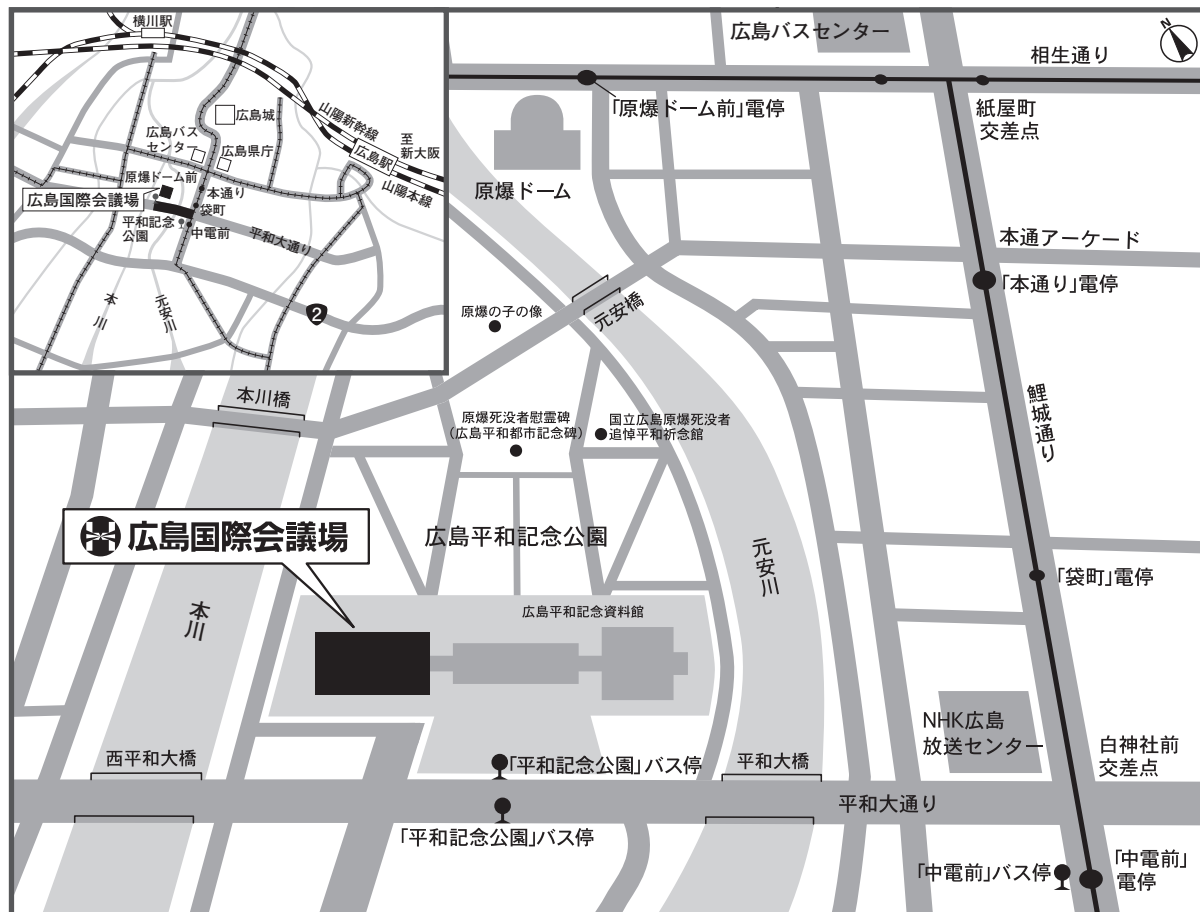 横川駅
広島城
山陽新幹線
至
新大阪
広島駅
山陽本線
広島バス
センター
広島県庁
原爆ドーム前
広島国際会議場
本通り
袋町
平和記念
公園
中電前
平和大通り
本川
元安川
2
広島バスセンター
N
相生通り
「原爆ドーム前」電停
紙屋町
交差点
原爆ドーム
本通アーケード
「本通り」電停
元安橋
原爆の子の像
本川橋
原爆死没者慰霊碑
(広島平和都市記念碑)
国立広島原爆死没者
追悼平和祈念館
鯉城通り
広島国際会議場
広島平和記念公園
元安川
「袋町」電停
本川
広島平和記念資料館
NHK広島
放送センター
白神社前
交差点
西平和大橋
「平和記念公園」バス停
平和大橋
平和大通り
「平和記念公園」バス停
「中電前」バス停
「中電前」
電停